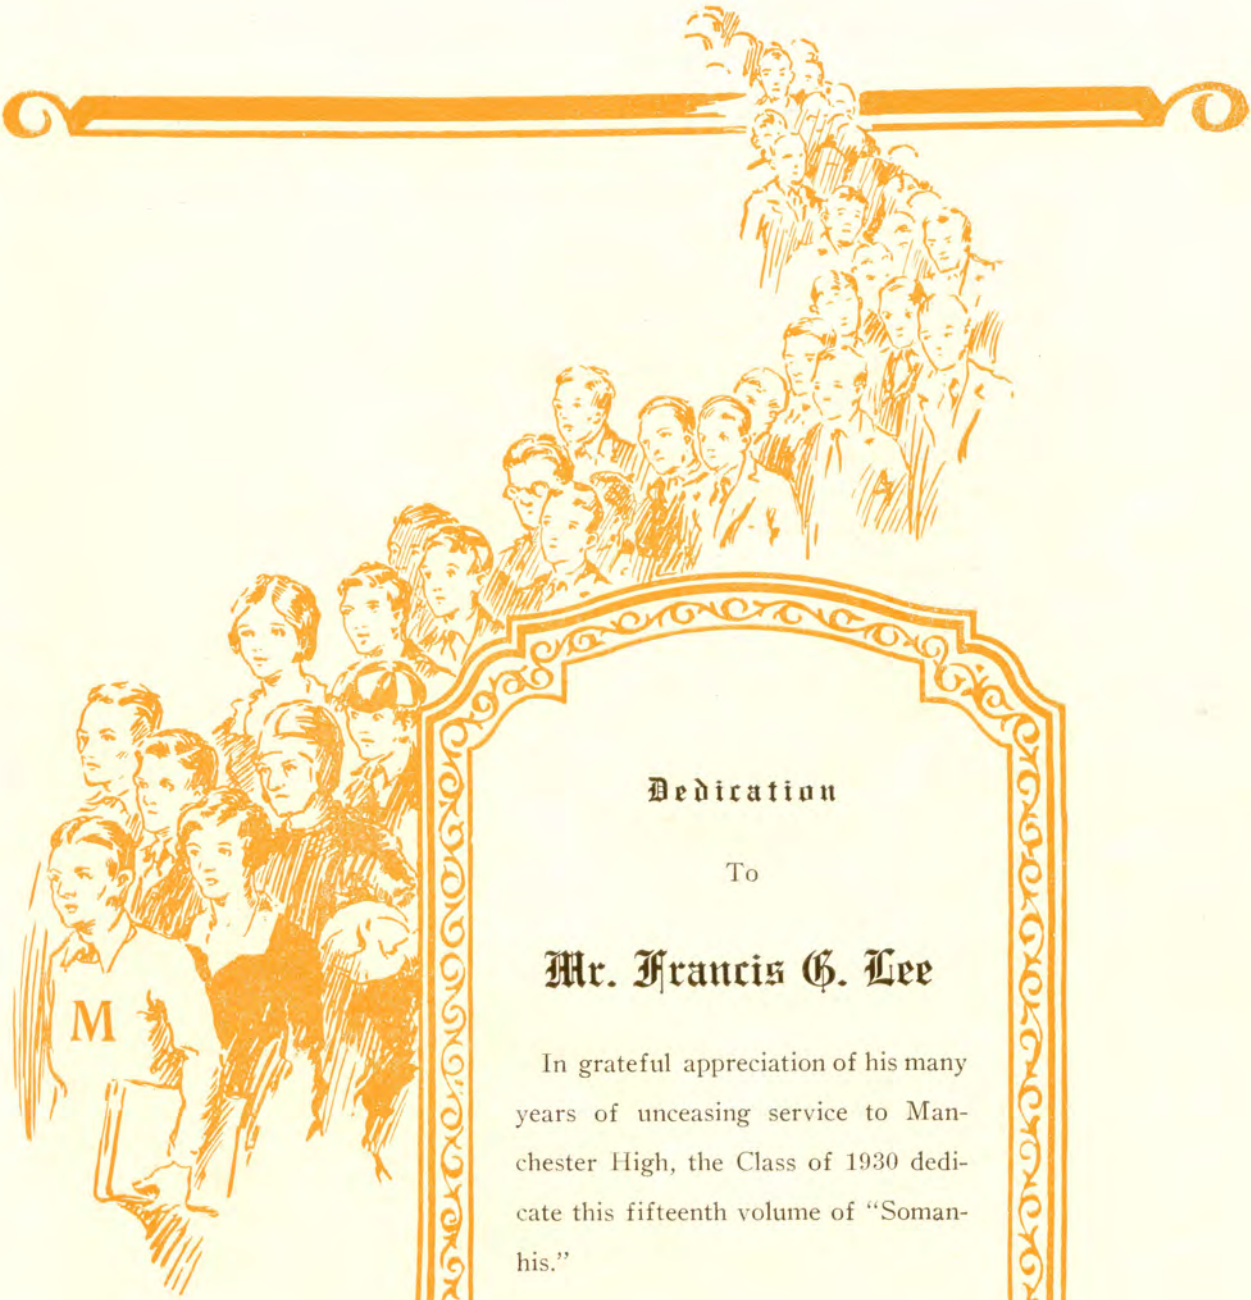 M
Dedication
To
Mr. Francis G. Lee
In grateful appreciation of his many
years of unceasing service to Man-
chester High, the Class of 1930 dedi-
cate this fifteenth volume of “Soman-
his.”